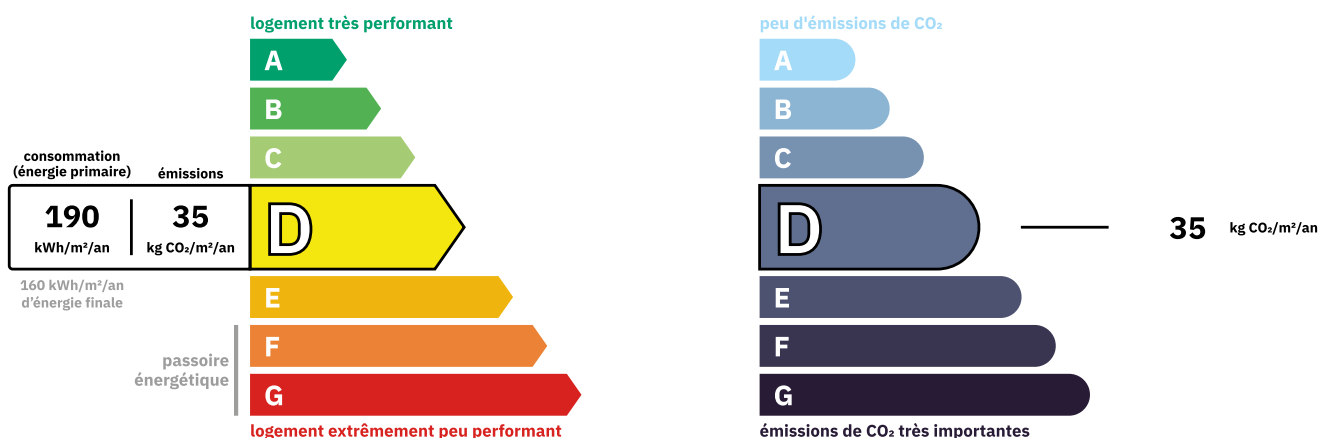 logement très performant
A
B
C
consommation
(énergie primaire)
émissions
190
kWh/m²/an
35
kg CO₂/m²/an
D
160 kWh/m²/an
d'énergie finale
E
passoire
énergétique
F
G
logement extrêmement peu performant
peu d'émissions de CO₂
A
B
C
D
35 kg CO₂/m²/an
E
F
G
émissions de CO₂ très importantes